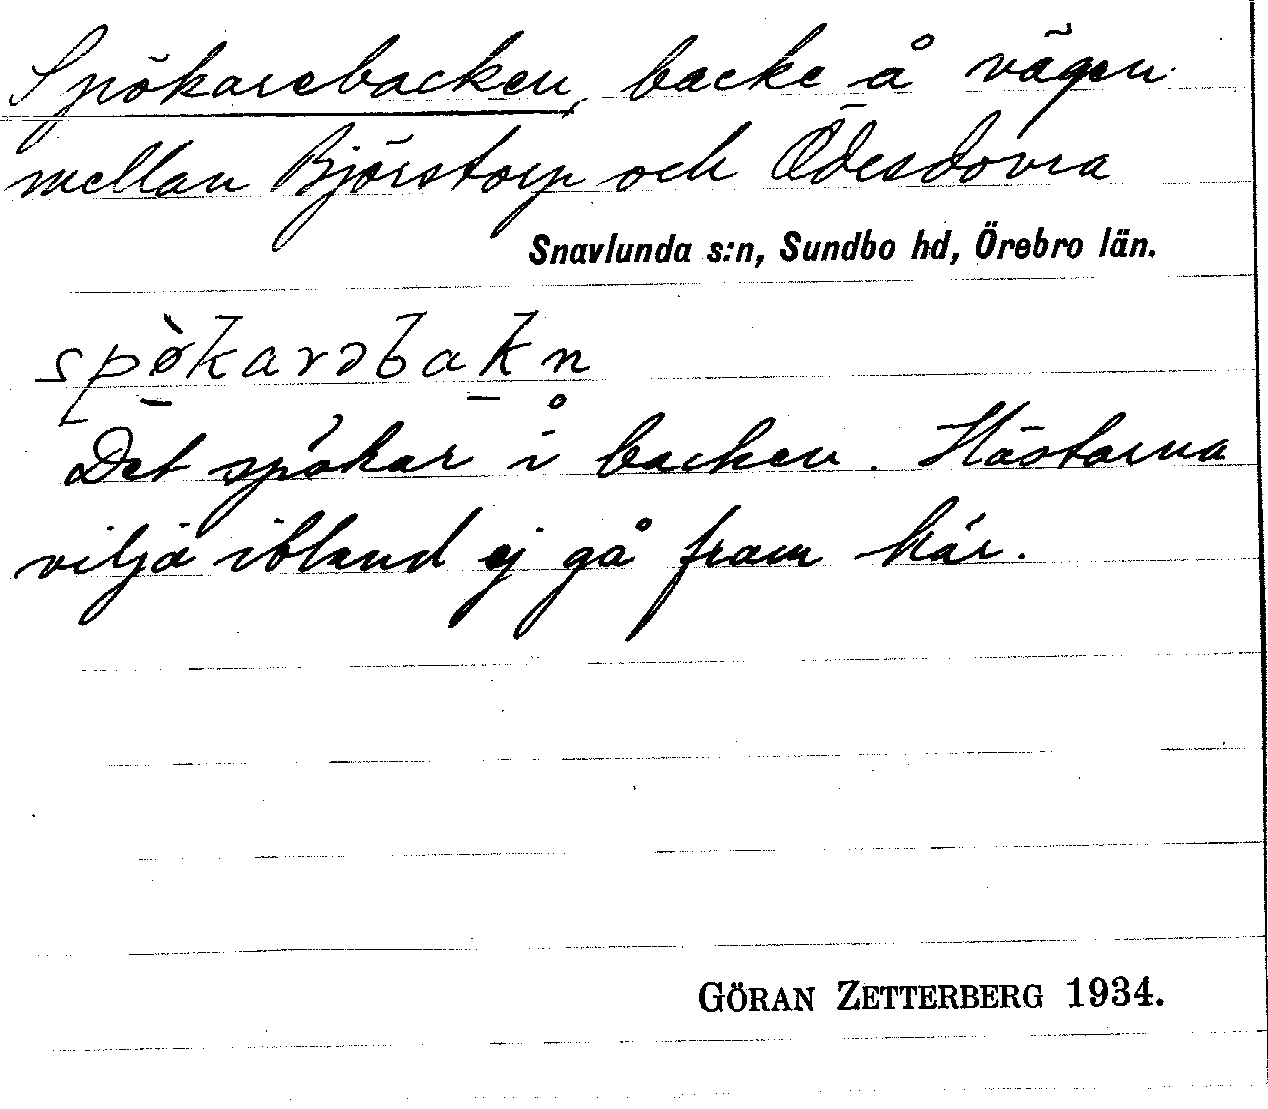 Spökarebacken, backe å vägen
mellan Björstorp och Ödesdovra
Snavlunda s:n, Sundbo hd, Örebro län.
spø̀karəbakn
Det spökar i backen. Hästarna
vilja ibland ej gå fram här.
GÖRAN ZETTERBERG 1934.